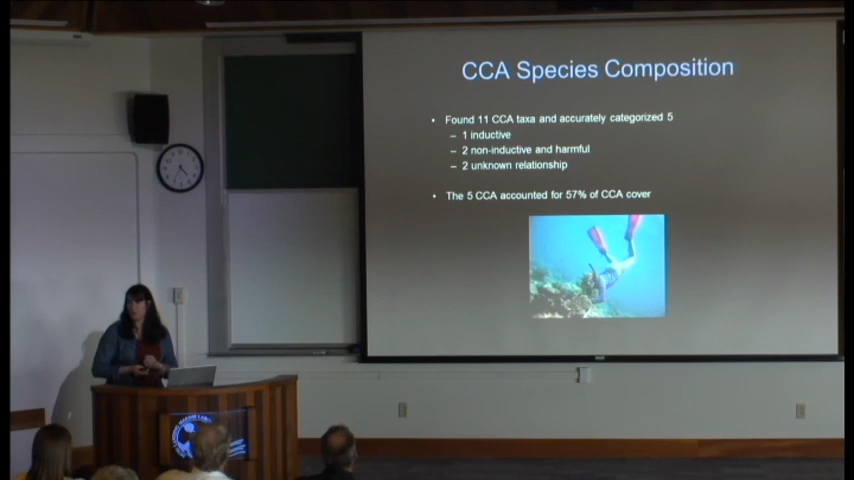 CCA Species Composition
• Found 11 CCA taxa and accurately categorized 5
– 1 inductive
– 2 non-inductive and harmful
– 2 unknown relationship
• The 5 CCA accounted for 57% of CCA cover